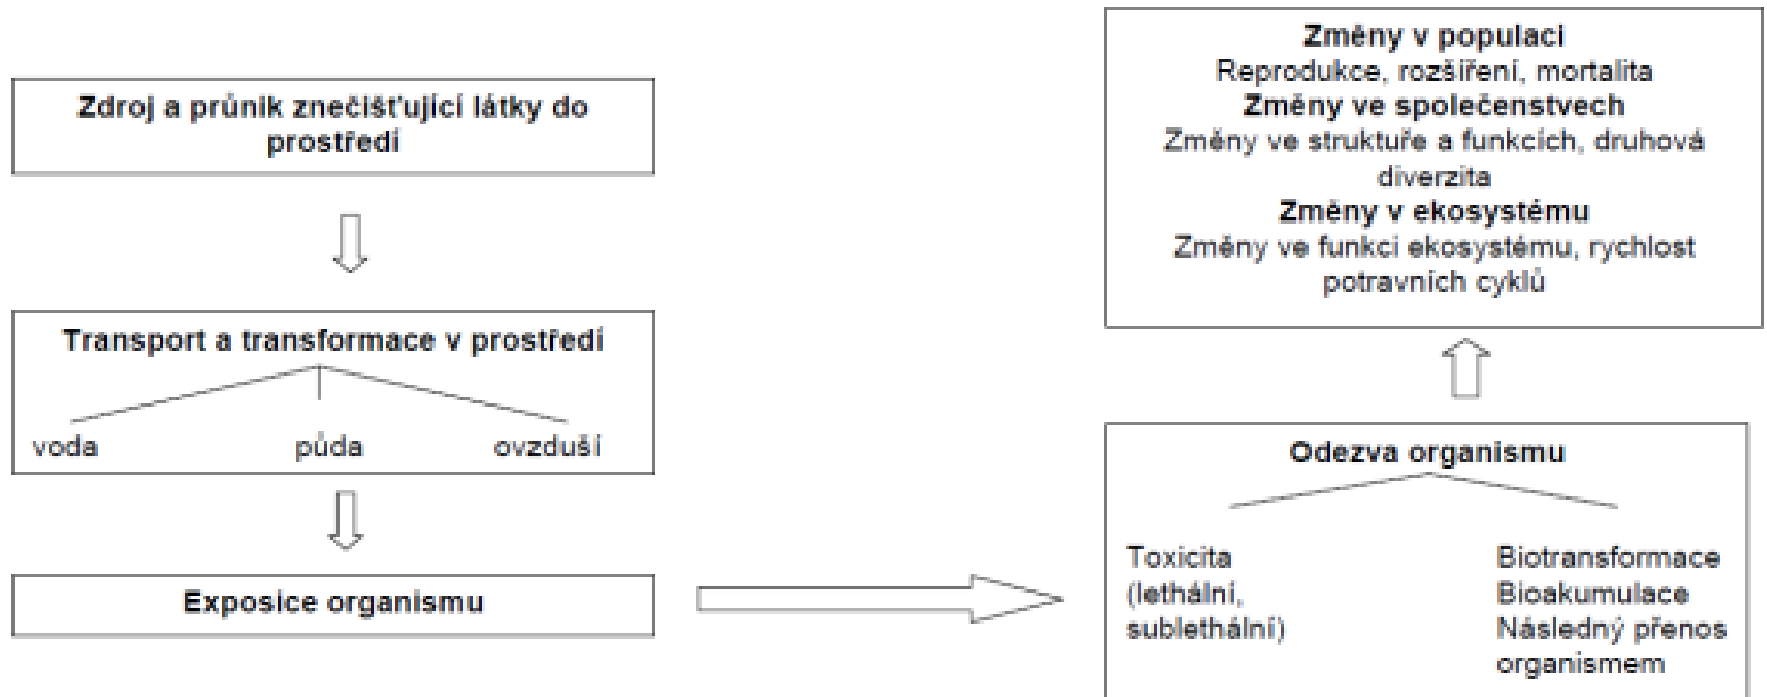 Zdroj a průnik znečišťující látky do
prostředí
Transport a transformace v prostředí
voda půda ovzduší
Exposice organismu
Odezva organismu
Toxicita
(lethální,
sublethální)
Biotransformace
Bioakumulace
Následný přenos
organismem
Změny v populaci
Reprodukce, rozšíření, mortalita
Změny ve společenstvech
Změny ve struktuře a funkcích, druhová
diverzita
Změny v ekosystému
Změny ve funkci ekosystému, rychlost
potravních cyklů